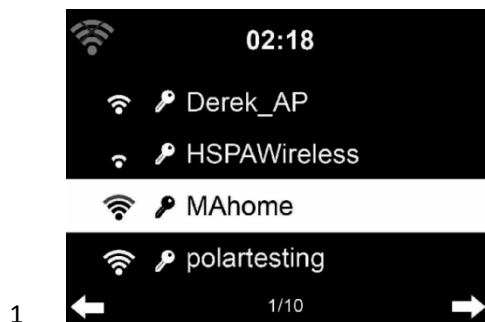 02:18
Derek_AP
HSPAWireless
MAhome
polartesting
1/10
1